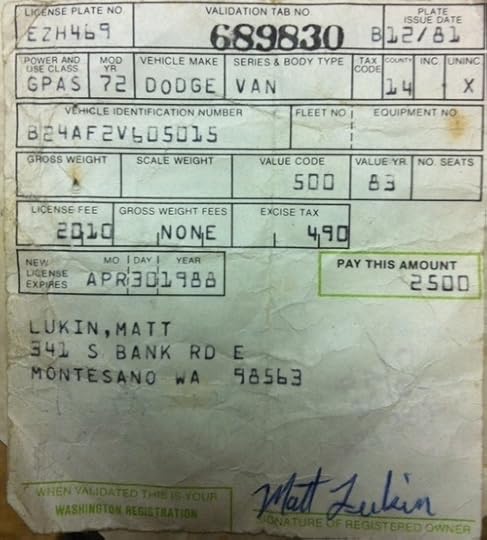 LICENSE PLATE NO. VALIDATION TAB NO. PLATE ISSUE DATE
EZH469 689830 B 12/81
POWER AND USE CLASS MOD YR VEHICLE MAKE SERIES & BODY TYPE TAX CODE COUNTY INC UNINC
GPAS 72 DODGE VAN 14 X
VEHICLE IDENTIFICATION NUMBER FLEET NO EQUIPMENT NO
B24AF2V605015
GROSS WEIGHT SCALE WEIGHT VALUE CODE VALUE YR. NO. SEATS
500 83
LICENSE FEE GROSS WEIGHT FEES EXCISE TAX
2010 NONE 490
NEW LICENSE EXPIRES MO DAY YEAR PAY THIS AMOUNT
APR 30 1988 2500
LUKIN,MATT
341 S BANK RD E
MONTESANO WA 98563
Matt Lukin
WHEN VALIDATED THIS IS YOUR
WASHINGTON REGISTRATION
SIGNATURE OF REGISTERED OWNER